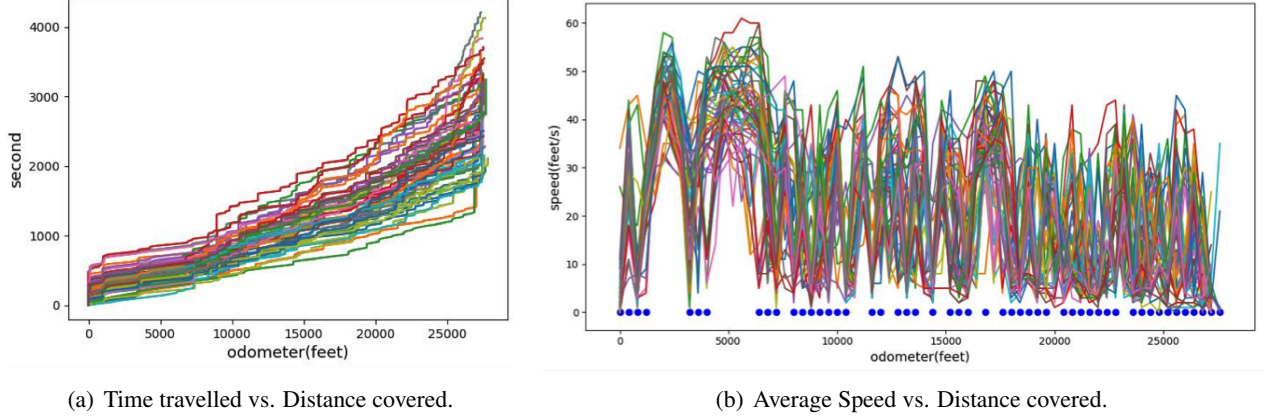 4000
3000
2000
1000
0
second
0 5000 10000 15000 20000 25000
odometer(feet)
(a) Time travelled vs. Distance covered.
60
50
40
30
20
10
0
speed(feet/s)
0 5000 10000 15000 20000 25000
odometer(feet)
(b) Average Speed vs. Distance covered.